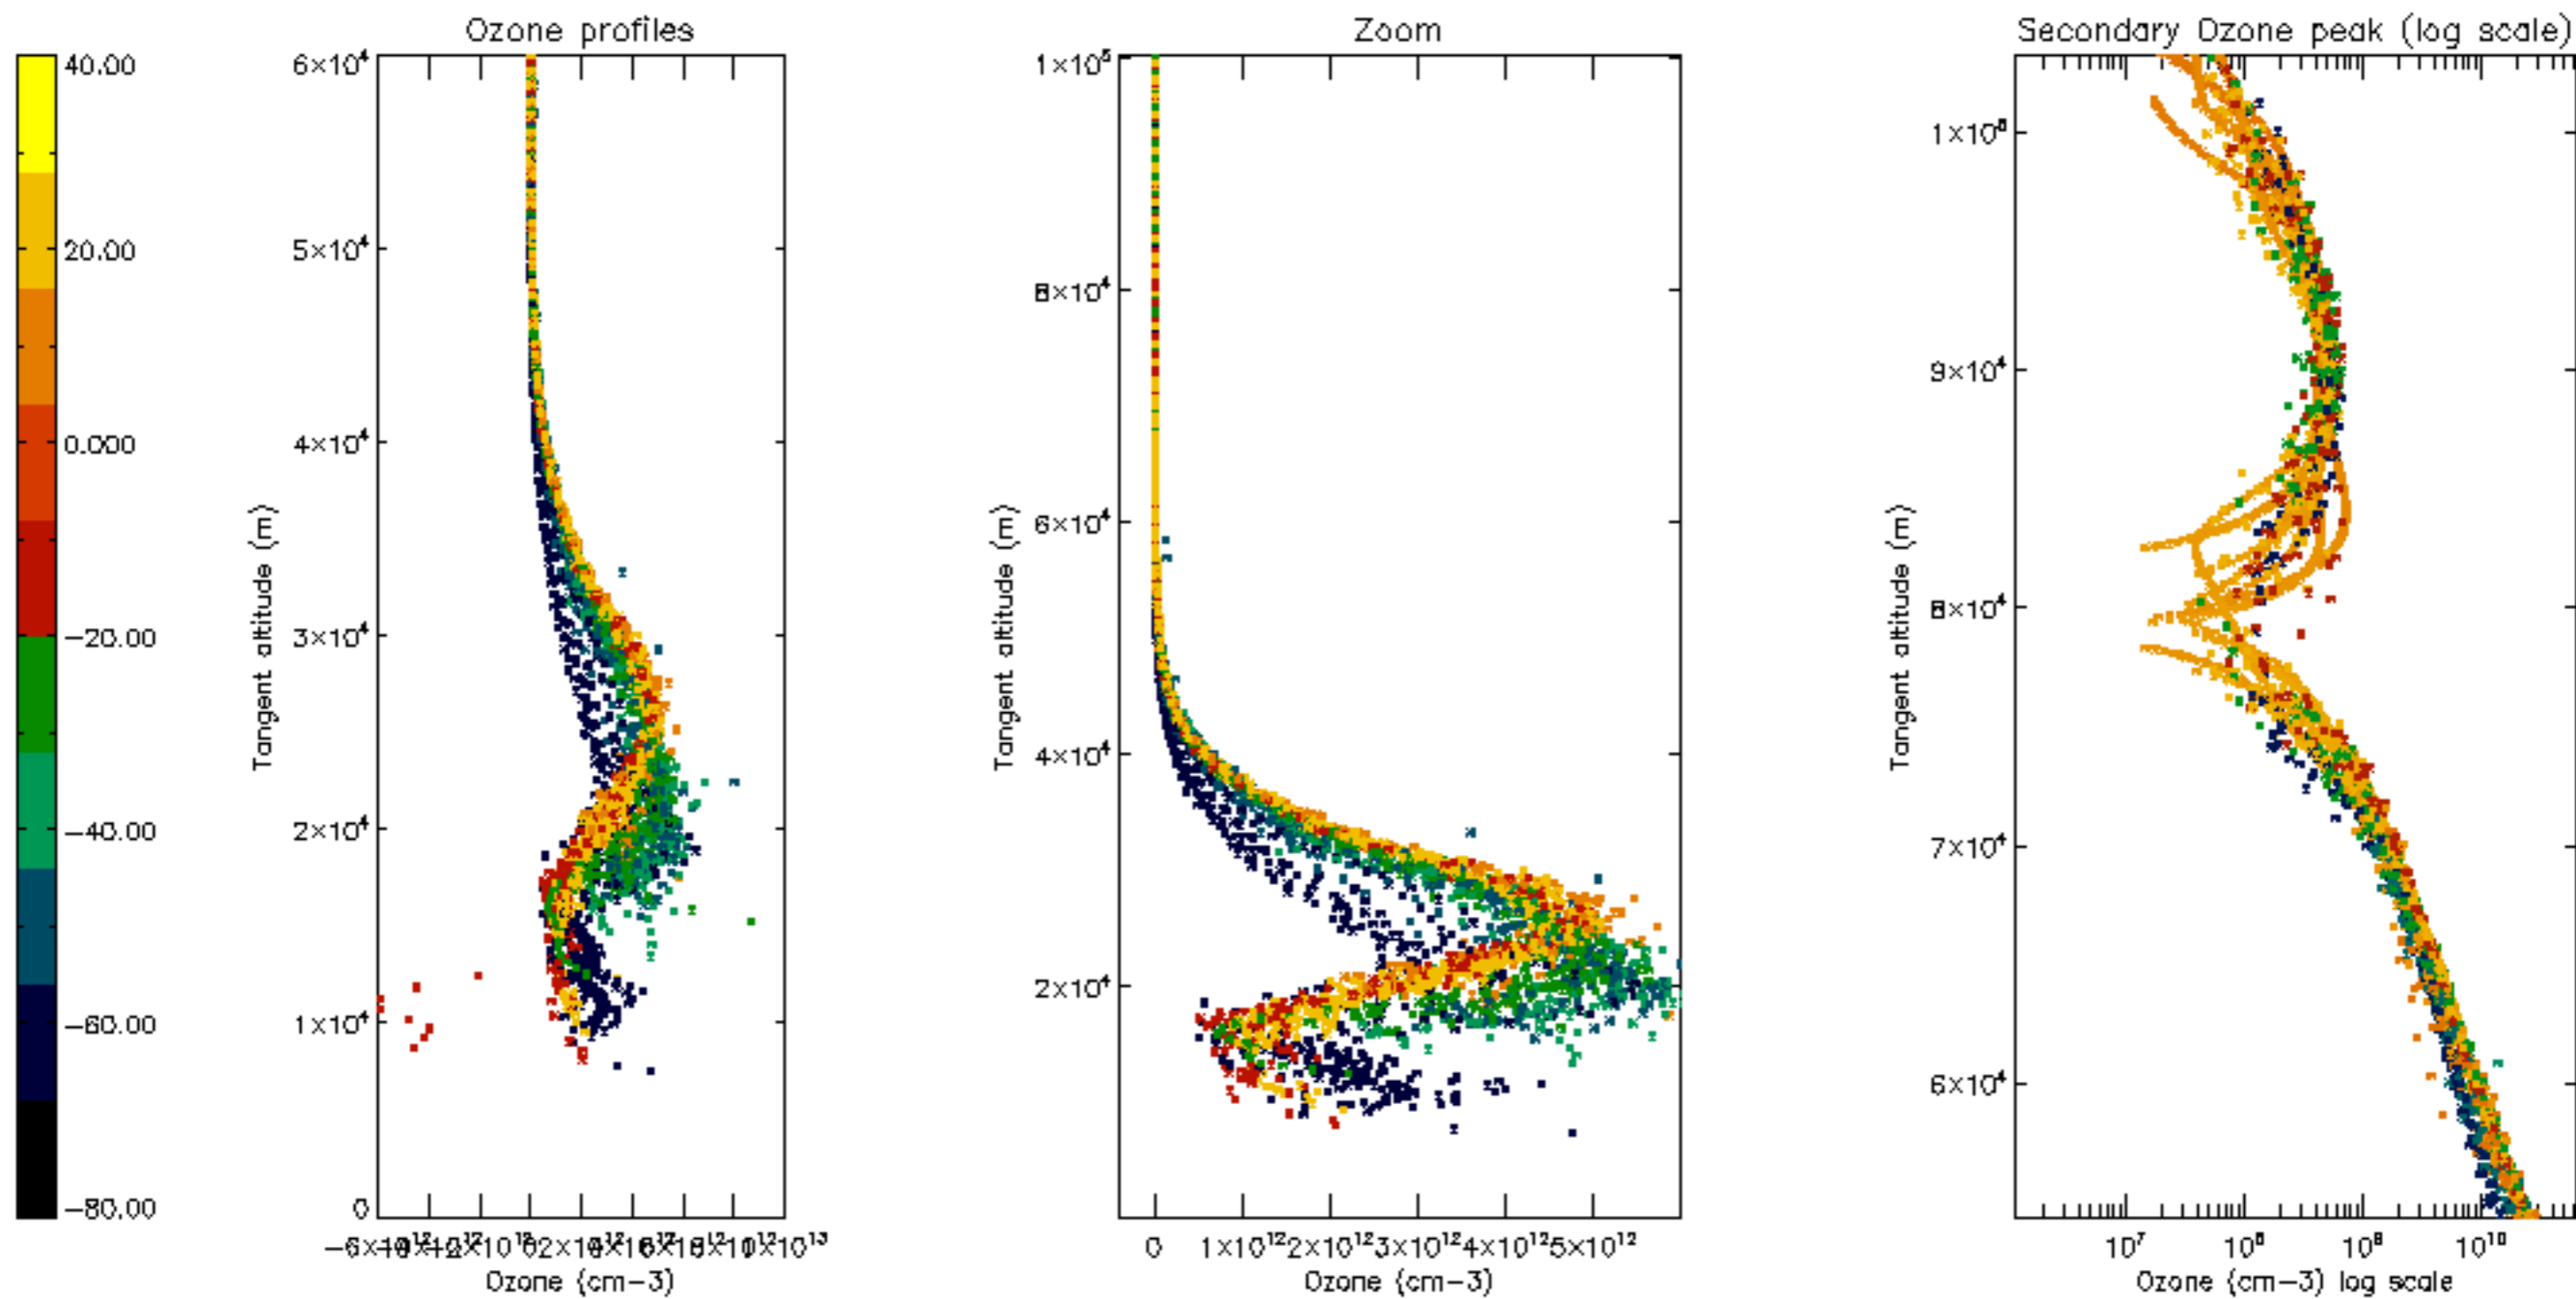 Ozone profiles
Zoom
Secondary Ozone peak (log scale)
40.00
20.00
0.000
−20.00
−40.00
−60.00
−80.00
6×10⁴
5×10⁴
4×10⁴
3×10⁴
2×10⁴
1×10⁴
0
Tangent altitude (m)
Ozone (cm−3)
1×10⁵
8×10⁴
6×10⁴
4×10⁴
2×10⁴
Tangent altitude (m)
0 1×10¹² 2×10¹² 3×10¹² 4×10¹² 5×10¹²
Ozone (cm−3)
9×10⁴
8×10⁴
7×10⁴
6×10⁴
Tangent altitude (m)
10⁷ 10⁸ 10⁹ 10¹⁰
Ozone (cm−3) log scale